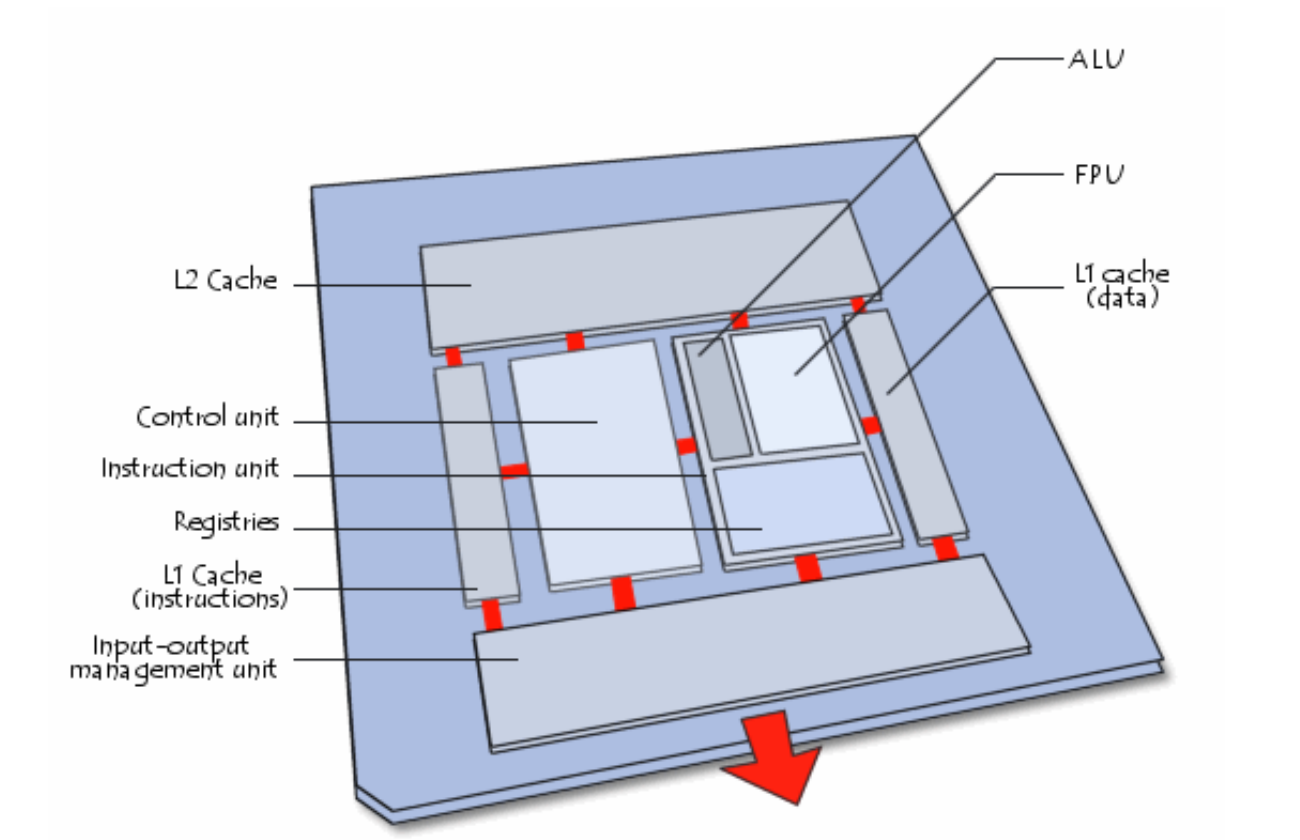 ALU
FPU
L2 Cache
L1 cache
(data)
Control unit
Instruction unit
Registries
L1 Cache
(instructions)
Input-output
management unit